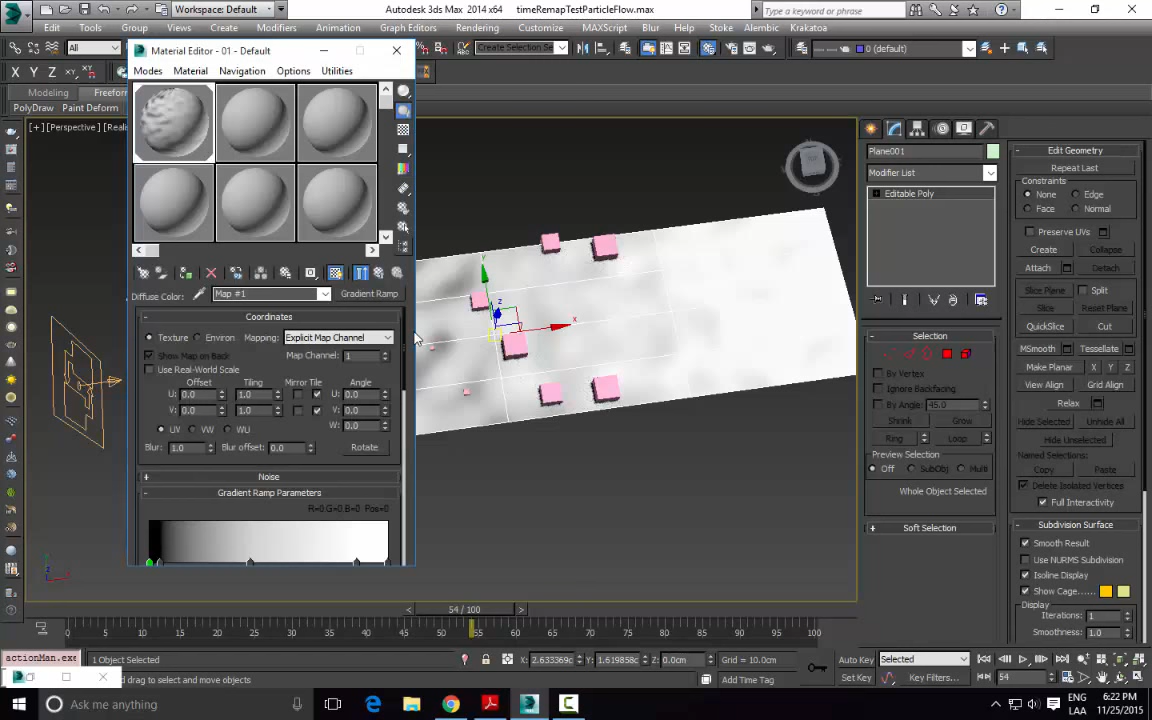 Workspace: Default
Autodesk 3ds Max 2014 x64 timeRemapTestParticleFlow.max
Type a keyword or phrase
Edit Tools Group Views Create Modifiers Animation Graph Editors Rendering Customize MAXScript Help Stoke Alembic Krakatoa
All
Create Selection Se
0 (default)
X Y Z XY
Modeling Freeform
PolyDraw Paint Deform
[+] [Perspective]
Material Editor - 01 - Default
Modes Material Navigation Options Utilities
Diffuse Color: Map #1 Gradient Ramp
Coordinates
Texture Environ Mapping: Explicit Map Channel
Show Map on Back Map Channel: 1
Use Real-World Scale
Offset Tiling Mirror Tile Angle
U: 0.0 1.0 U: 0.0
V: 0.0 1.0 V: 0.0
UV VW WU W: 0.0
Blur: 1.0 Blur offset: 0.0 Rotate
Noise
Gradient Ramp Parameters
R=0,G=0,B=0 Pos=0
Plane001
Modifier List
Editable Poly
Selection
By Vertex
Ignore Backfacing
By Angle: 45.0
Shrink Grow
Ring Loop
Preview Selection
Off SubObj Multi
Whole Object Selected
Soft Selection
Edit Geometry
Repeat Last
Constraints
None Edge
Face Normal
Preserve UVs
Create Collapse
Attach Detach
Slice Plane Split
Slice Reset Plane
QuickSlice Cut
MSmooth Tessellate
Make Planar X Y Z
View Align Grid Align
Relax
Hide Selected Unhide All
Hide Unselected
Named Selections:
Copy Paste
Delete Isolated Vertices
Full Interactivity
Subdivision Surface
Smooth Result
Use NURMS Subdivision
Isoline Display
Show Cage......
Display
Iterations: 1
Smoothness: 1.0
54 / 100
0 5 10 15 20 25 30 35 40 45 50 55 60 65 70 75 80 85 90 95 100
actionMan.exe
1 Object Selected
X: 2.633369c Y: 1.619858c Z: 0.0cm Grid = 10.0cm
Auto Key Selected
drag to select and move objects
Add Time Tag
Set Key Key Filters...
54
Ask me anything
ENG
LAA
6:22 PM
11/25/2015